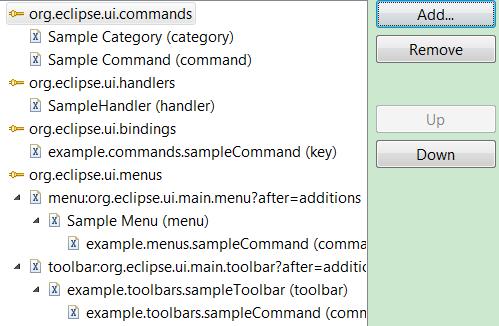 org.eclipse.ui.commands
Sample Category (category)
Sample Command (command)
org.eclipse.ui.handlers
SampleHandler (handler)
org.eclipse.ui.bindings
example.commands.sampleCommand (key)
org.eclipse.ui.menus
menu:org.eclipse.ui.main.menu?after=additions
Sample Menu (menu)
example.menus.sampleCommand (comma
toolbar:org.eclipse.ui.main.toolbar?after=additic
example.toolbars.sampleToolbar (toolbar)
example.toolbars.sampleCommand (comm
Add...
Remove
Up
Down